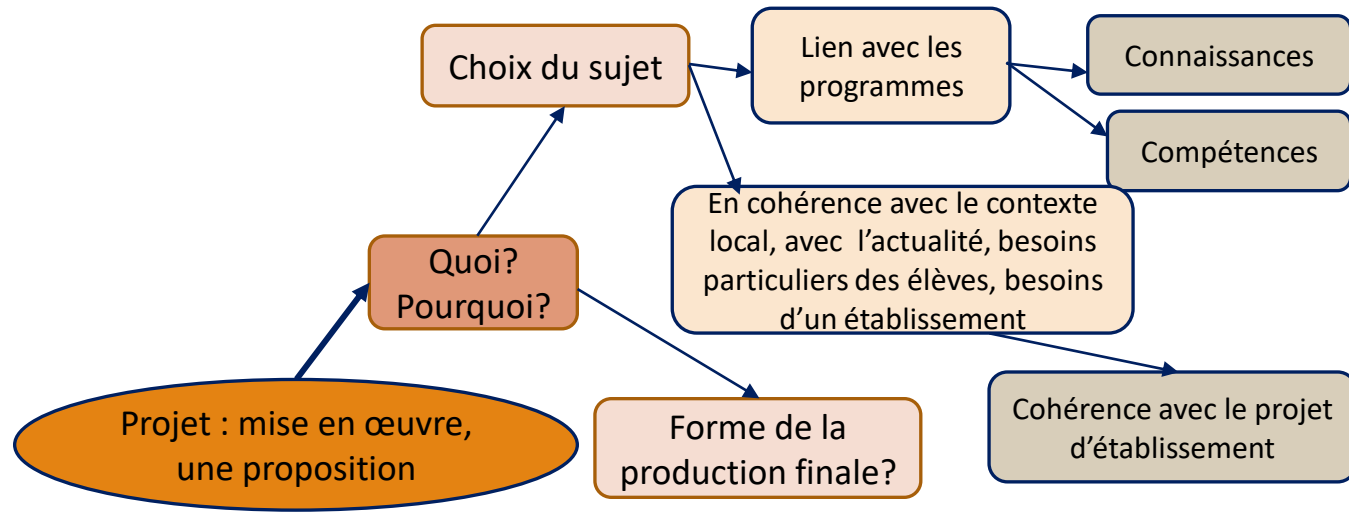 Choix du sujet
Lien avec les
programmes
Connaissances
Compétences
En cohérence avec le contexte
local, avec l’actualité, besoins
particuliers des élèves, besoins
d’un établissement
Quoi?
Pourquoi?
Projet : mise en œuvre,
une proposition
Forme de la
production finale?
Cohérence avec le projet
d’établissement